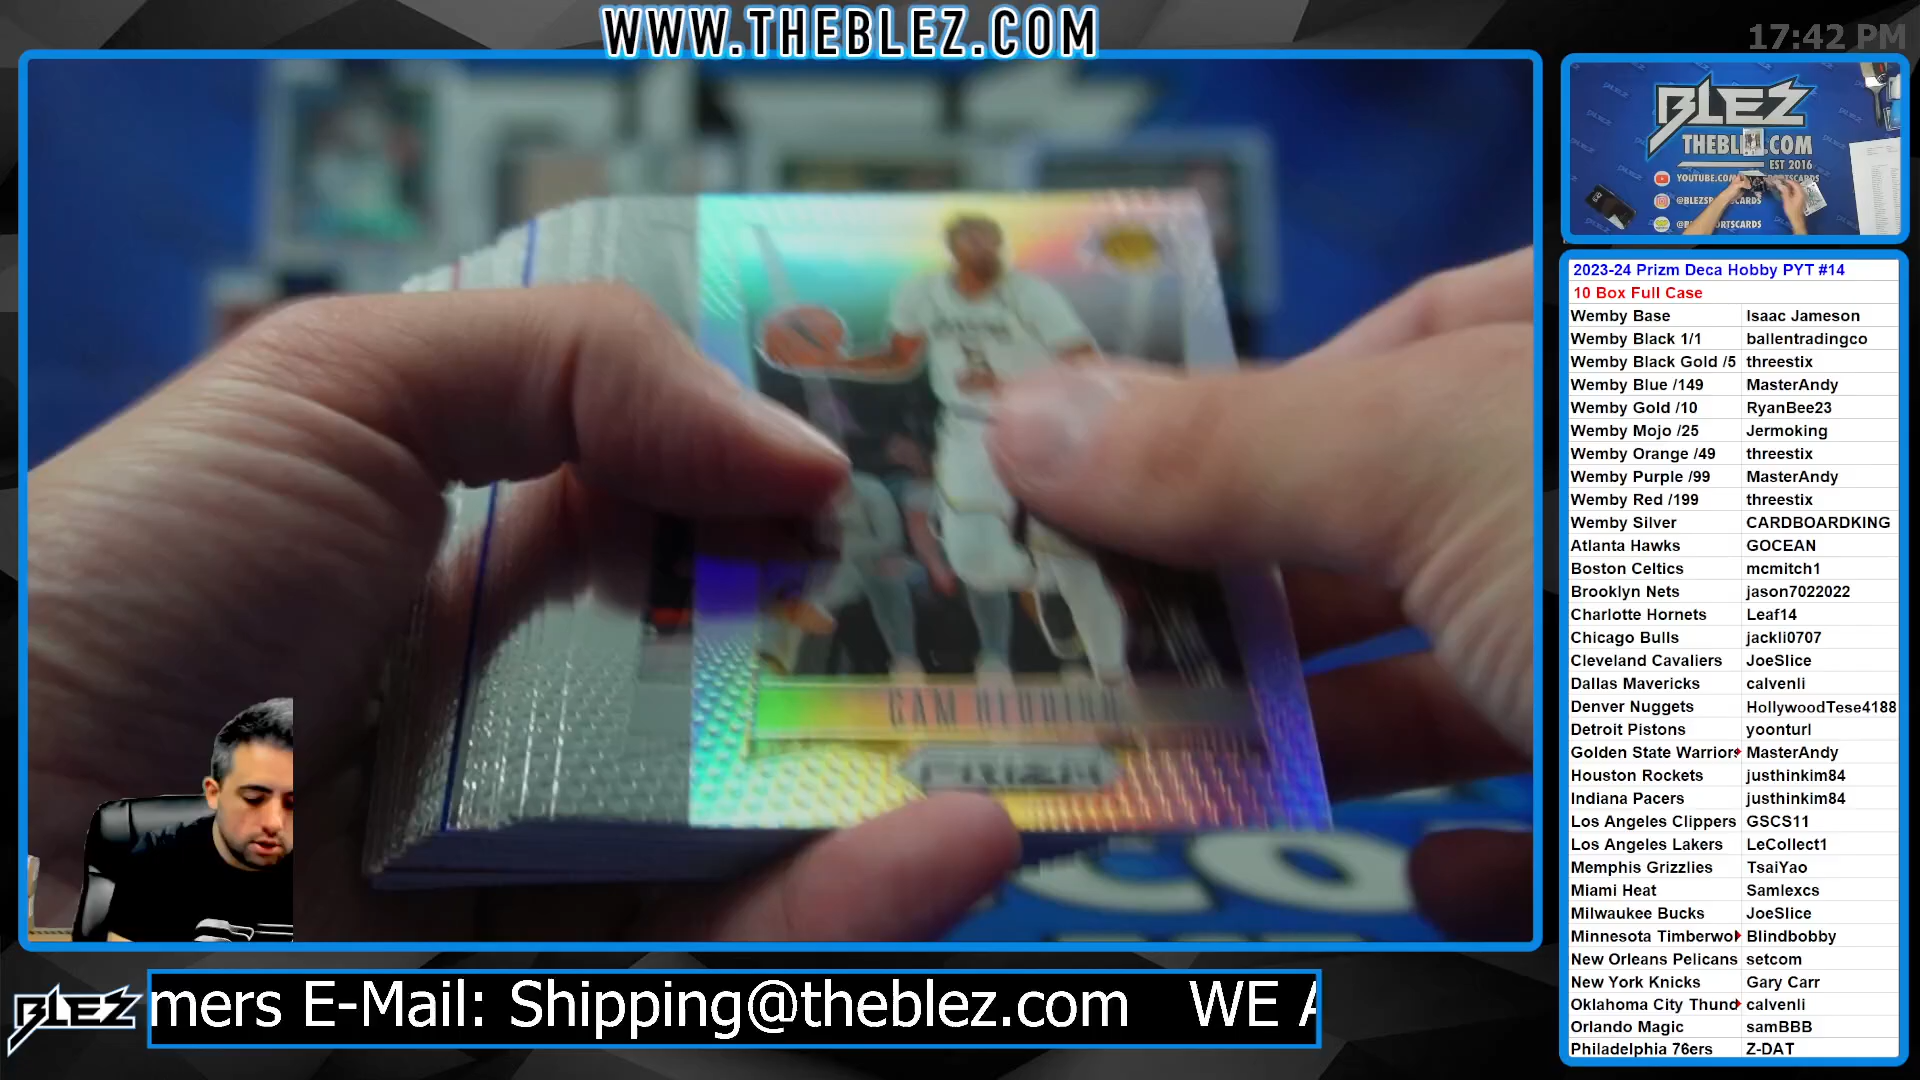 WWW.THEBLEZ.COM
17:42 PM
BLEZ
THEBLEZ.COM
EST 2016
2023-24 Prizm Deca Hobby PYT #14
10 Box Full Case
Wemby Base Isaac Jameson
Wemby Black 1/1 ballentradingco
Wemby Black Gold /5 threestix
Wemby Blue /149 MasterAndy
Wemby Gold /10 RyanBee23
Wemby Mojo /25 Jermoking
Wemby Orange /49 threestix
Wemby Purple /99 MasterAndy
Wemby Red /199 threestix
Wemby Silver CARDBOARDKING
Atlanta Hawks GOCEAN
Boston Celtics mcmitch1
Brooklyn Nets jason7022022
Charlotte Hornets Leaf14
Chicago Bulls jackli0707
Cleveland Cavaliers JoeSlice
Dallas Mavericks calvenli
Denver Nuggets HollywoodTese4188
Detroit Pistons yoonturl
Golden State Warriors MasterAndy
Houston Rockets justhinkim84
Indiana Pacers justhinkim84
Los Angeles Clippers GSCS11
Los Angeles Lakers LeCollect1
Memphis Grizzlies TsaiYao
Miami Heat Samlexcs
Milwaukee Bucks JoeSlice
Minnesota Timberwol Blindbobby
New Orleans Pelicans setcom
New York Knicks Gary Carr
Oklahoma City Thund calvenli
Orlando Magic samBBB
Philadelphia 76ers Z-DAT
CAM REDDISH
PRIZM
BLEZ
mers E-Mail: Shipping@theblez.com WE A